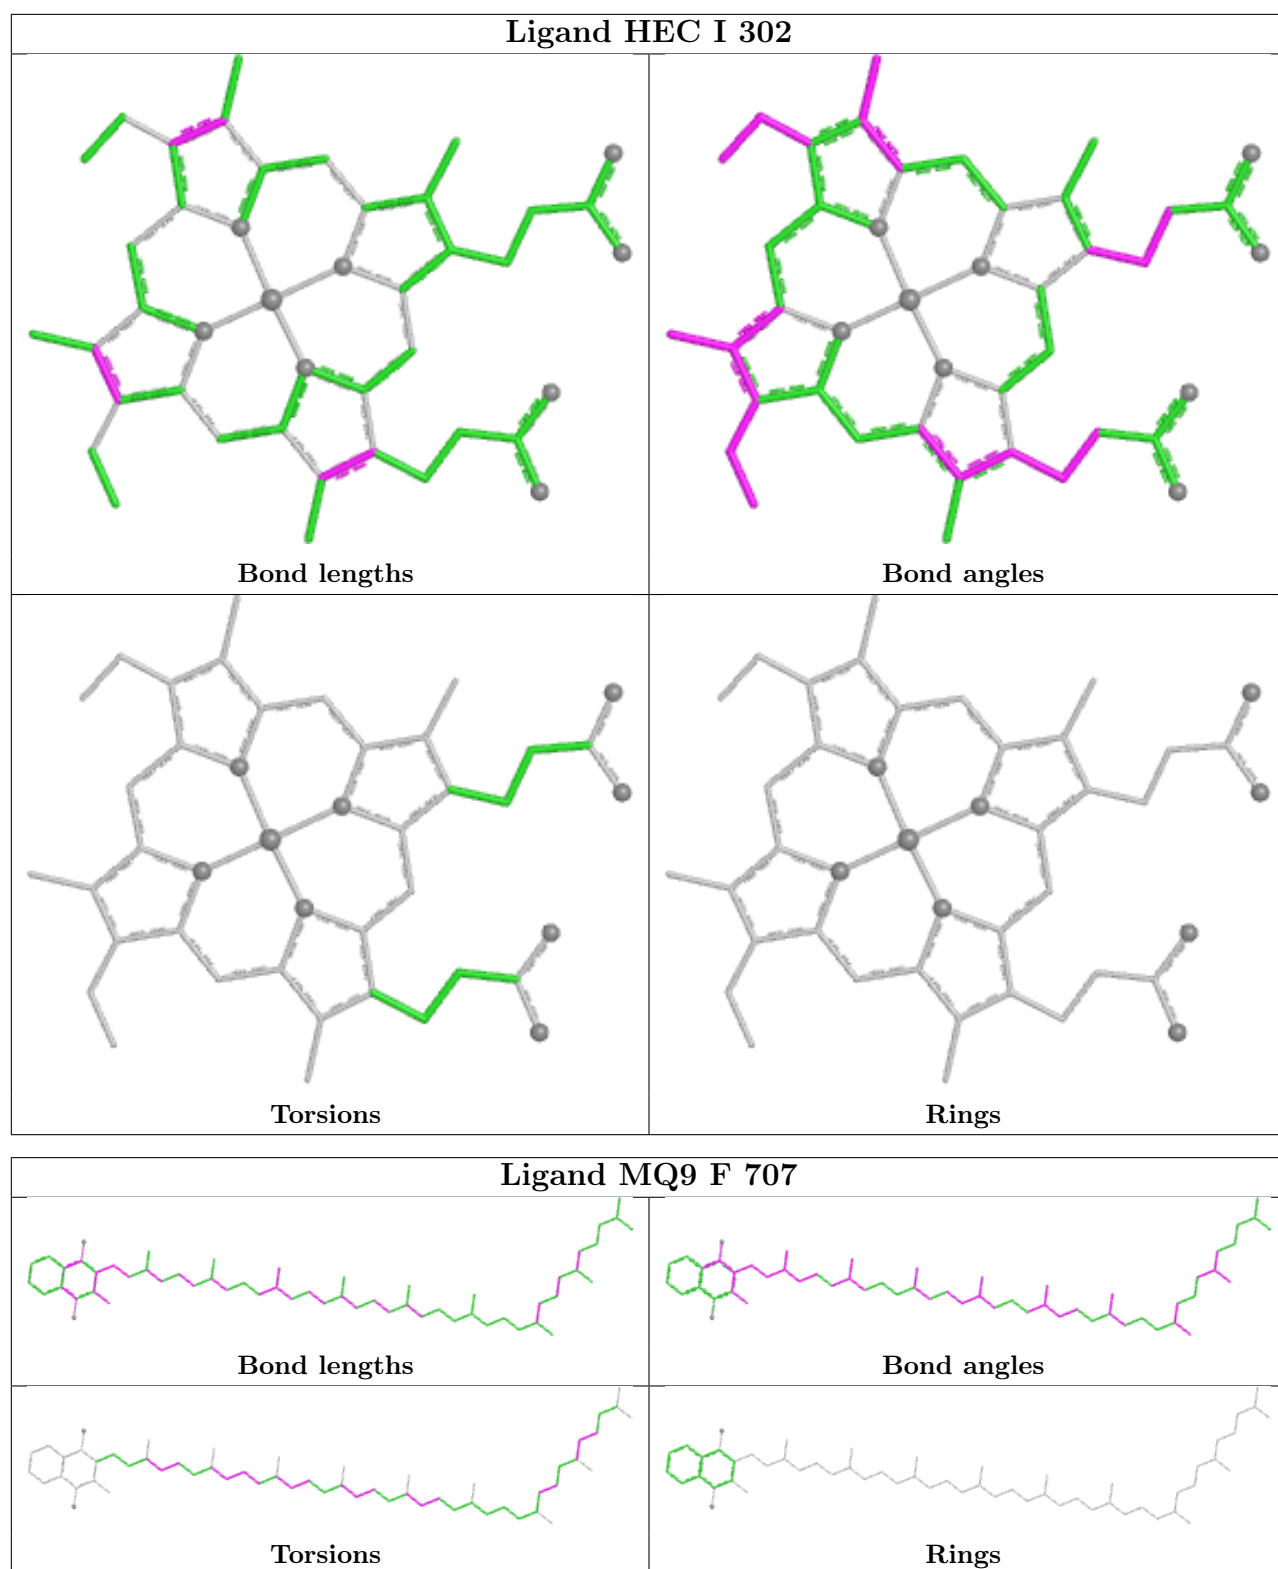 Ligand HEC I 302
Bond lengths
Bond angles
Torsions
Rings
Ligand MQ9 F 707
Bond lengths
Bond angles
Torsions
Rings